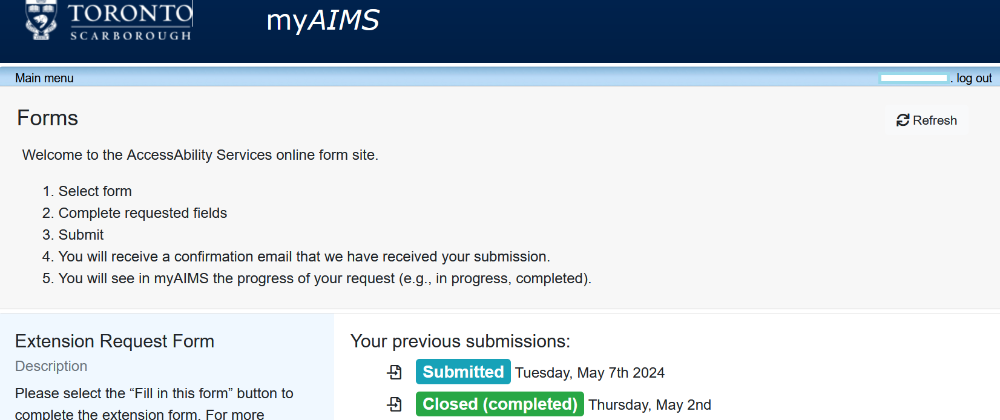 TORONTO
SCARBOROUGH
myAIMS
Main menu
. log out
Forms
Refresh
Welcome to the AccessAbility Services online form site.
1. Select form
2. Complete requested fields
3. Submit
4. You will receive a confirmation email that we have received your submission.
5. You will see in myAIMS the progress of your request (e.g., in progress, completed).
Extension Request Form
Description
Please select the “Fill in this form” button to
complete the extension form. For more
Your previous submissions:
Submitted Tuesday, May 7th 2024
Closed (completed) Thursday, May 2nd